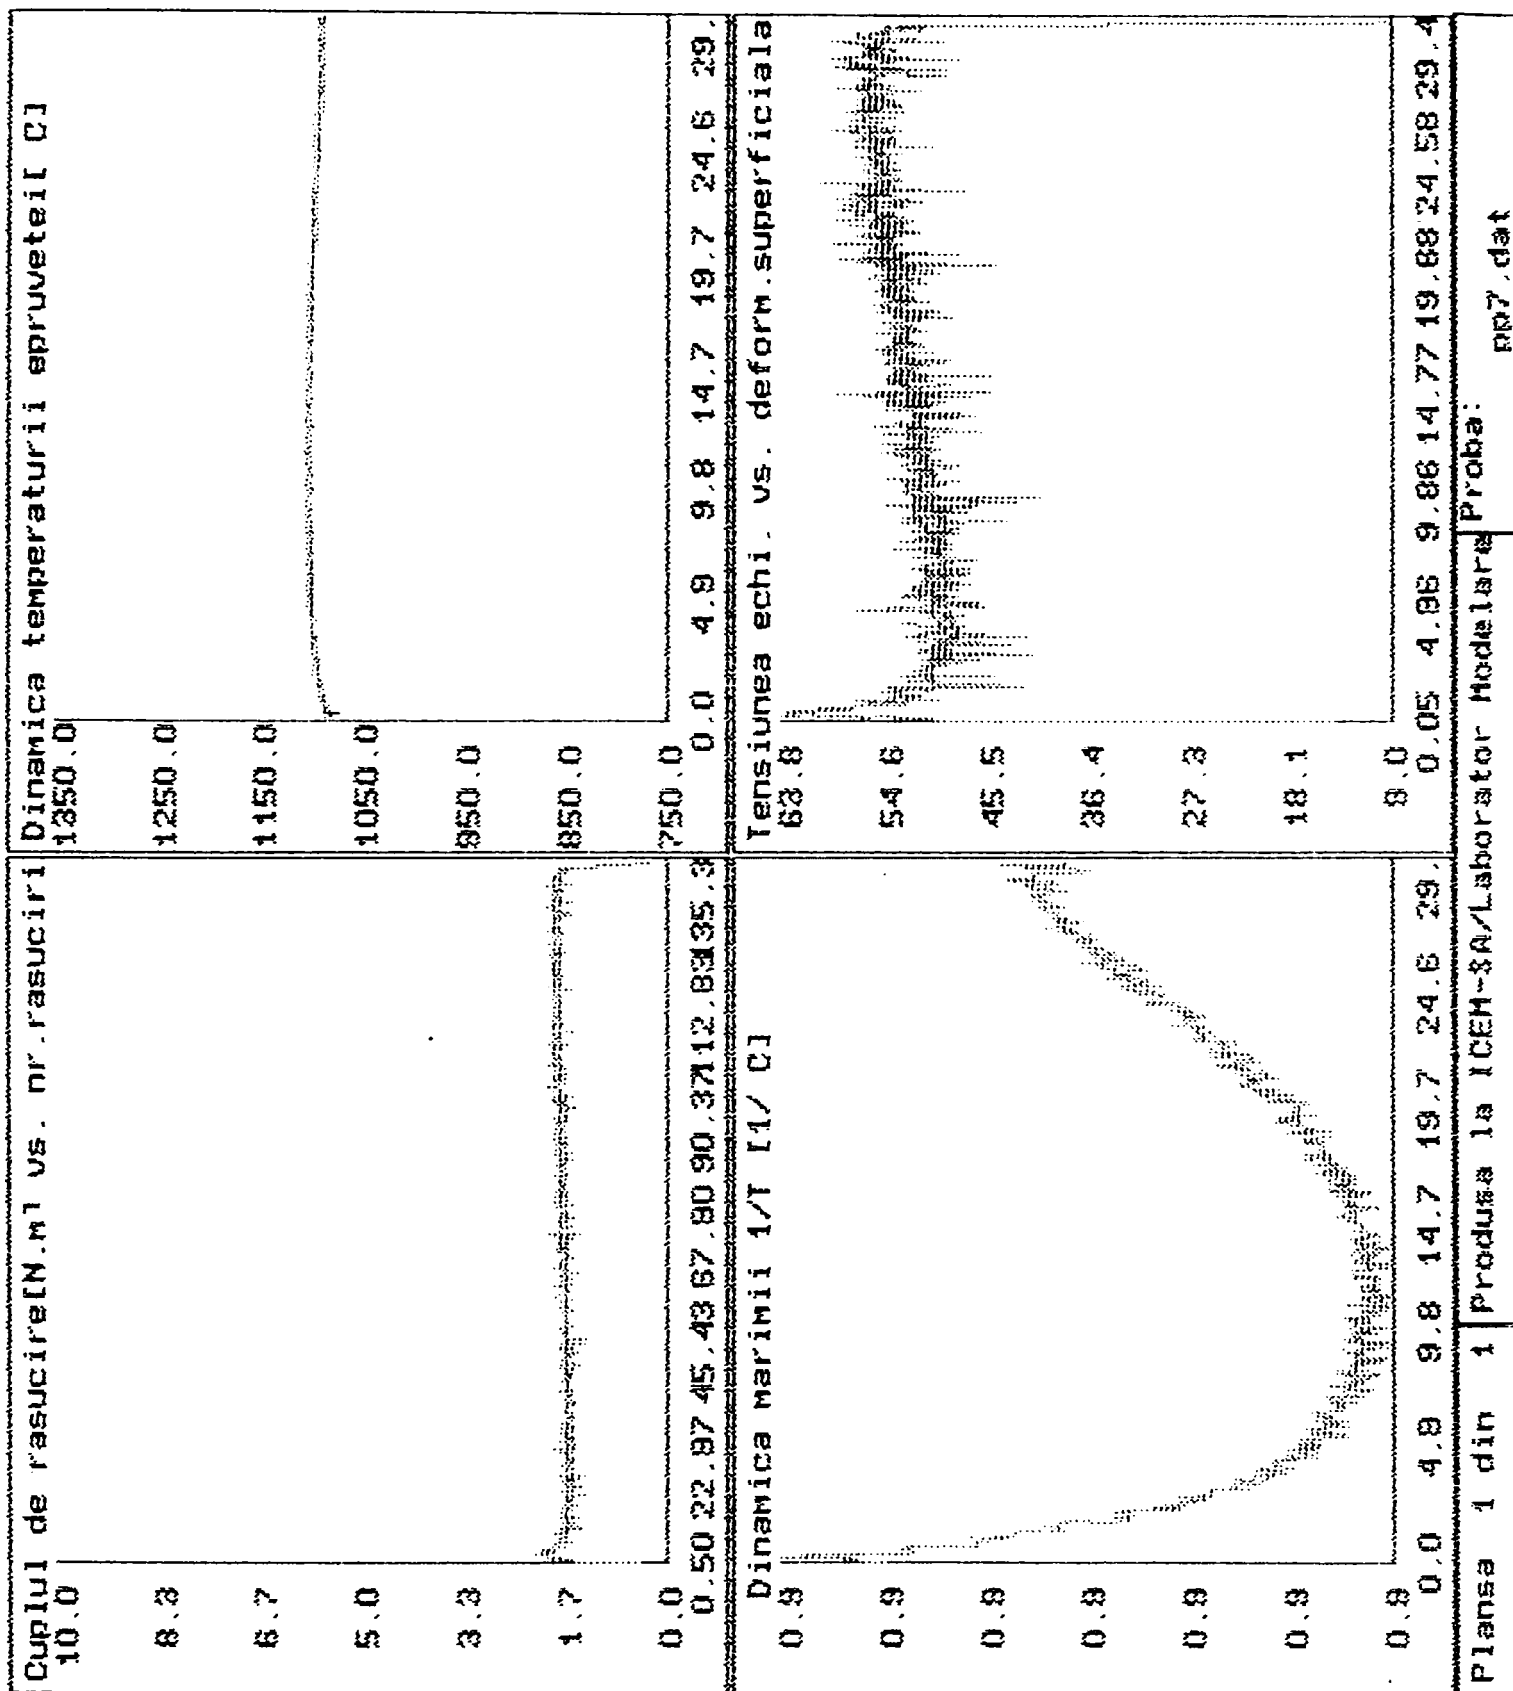 Cuplul de rasucire[N.m] vs. nr.rasuciri
10.0
8.3
6.7
5.0
3.3
1.7
0.0
0.50 22.97 45.43 67.90 90.37 112.83 135.3
Dinamica temperaturii epruvetei[ C]
1350.0
1250.0
1150.0
1050.0
950.0
850.0
750.0
0.0 4.9 9.8 14.7 19.7 24.6 29.
Dinamica marimii 1/T [1/ C]
0.9
0.9
0.9
0.9
0.9
0.9
0.9
0.0 4.9 9.8 14.7 19.7 24.6 29.
Tensiunea echi. vs. deform.superficiala
63.8
54.6
45.5
36.4
27.3
18.1
9.0
0.05 4.96 9.86 14.77 19.68 24.58 29.4
Plansa 1 din 1
Produsa la ICEM-SA/Laborator Modelare
Proba:
pp7.dat